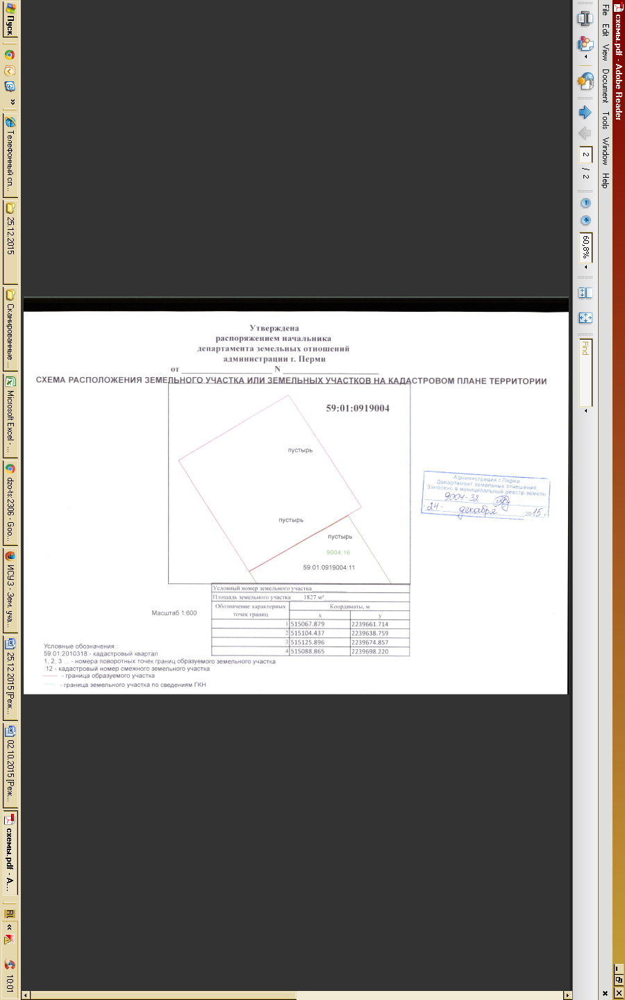 схемы.pdf - Adobe Reader
File Edit View Document Tools Window Help
2 / 2
60,8%
Find
Утверждена
распоряжением начальника
департамента земельных отношений
администрации г. Перми
от ____________________ N ____________________
СХЕМА РАСПОЛОЖЕНИЯ ЗЕМЕЛЬНОГО УЧАСТКА ИЛИ ЗЕМЕЛЬНЫХ УЧАСТКОВ НА КАДАСТРОВОМ ПЛАНЕ ТЕРРИТОРИИ
59:01:0919004
пустырь
пустырь
пустырь
9004:16
59:01:0919004:11
Администрация г.Перми
Департамент земельных отношений
Занесено в муниципальный реестр земель
9004-32
"24" декабря 2015 г.
Условный номер земельного участка
Площадь земельного участка 1827 м²
Обозначение характерных точек границ Координаты, м
x y
1 515067.879 2239661.714
2 515104.437 2239638.759
3 515125.896 2239674.857
4 515088.865 2239698.220
Масштаб 1:600
Условные обозначения :
59:01:2010318:- кадастровый квартал
1, 2, 3 ... - номера поворотных точек границ образуемого земельного участка
:12 - кадастровый номер смежного земельного участка
- граница образуемого участка
- граница земельного участка по сведениям ГКН
Пуск
Телефонный сп...
25.12.2015
Сканированные ...
Microsoft Excel - ...
dzo-ts:2306 - Goo...
ИСУЗ - Зем. уча...
25.12.2015 [Реж...
02.10.2015 [Реж...
схемы.pdf - A...
RL
10:01